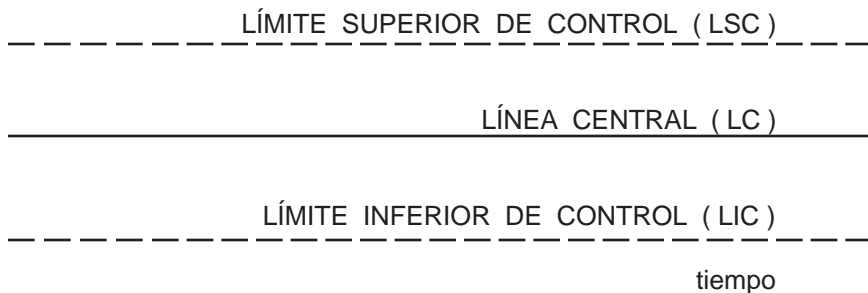 LÍMITE SUPERIOR DE CONTROL ( LSC )
LÍNEA CENTRAL ( LC )
LÍMITE INFERIOR DE CONTROL ( LIC )
tiempo